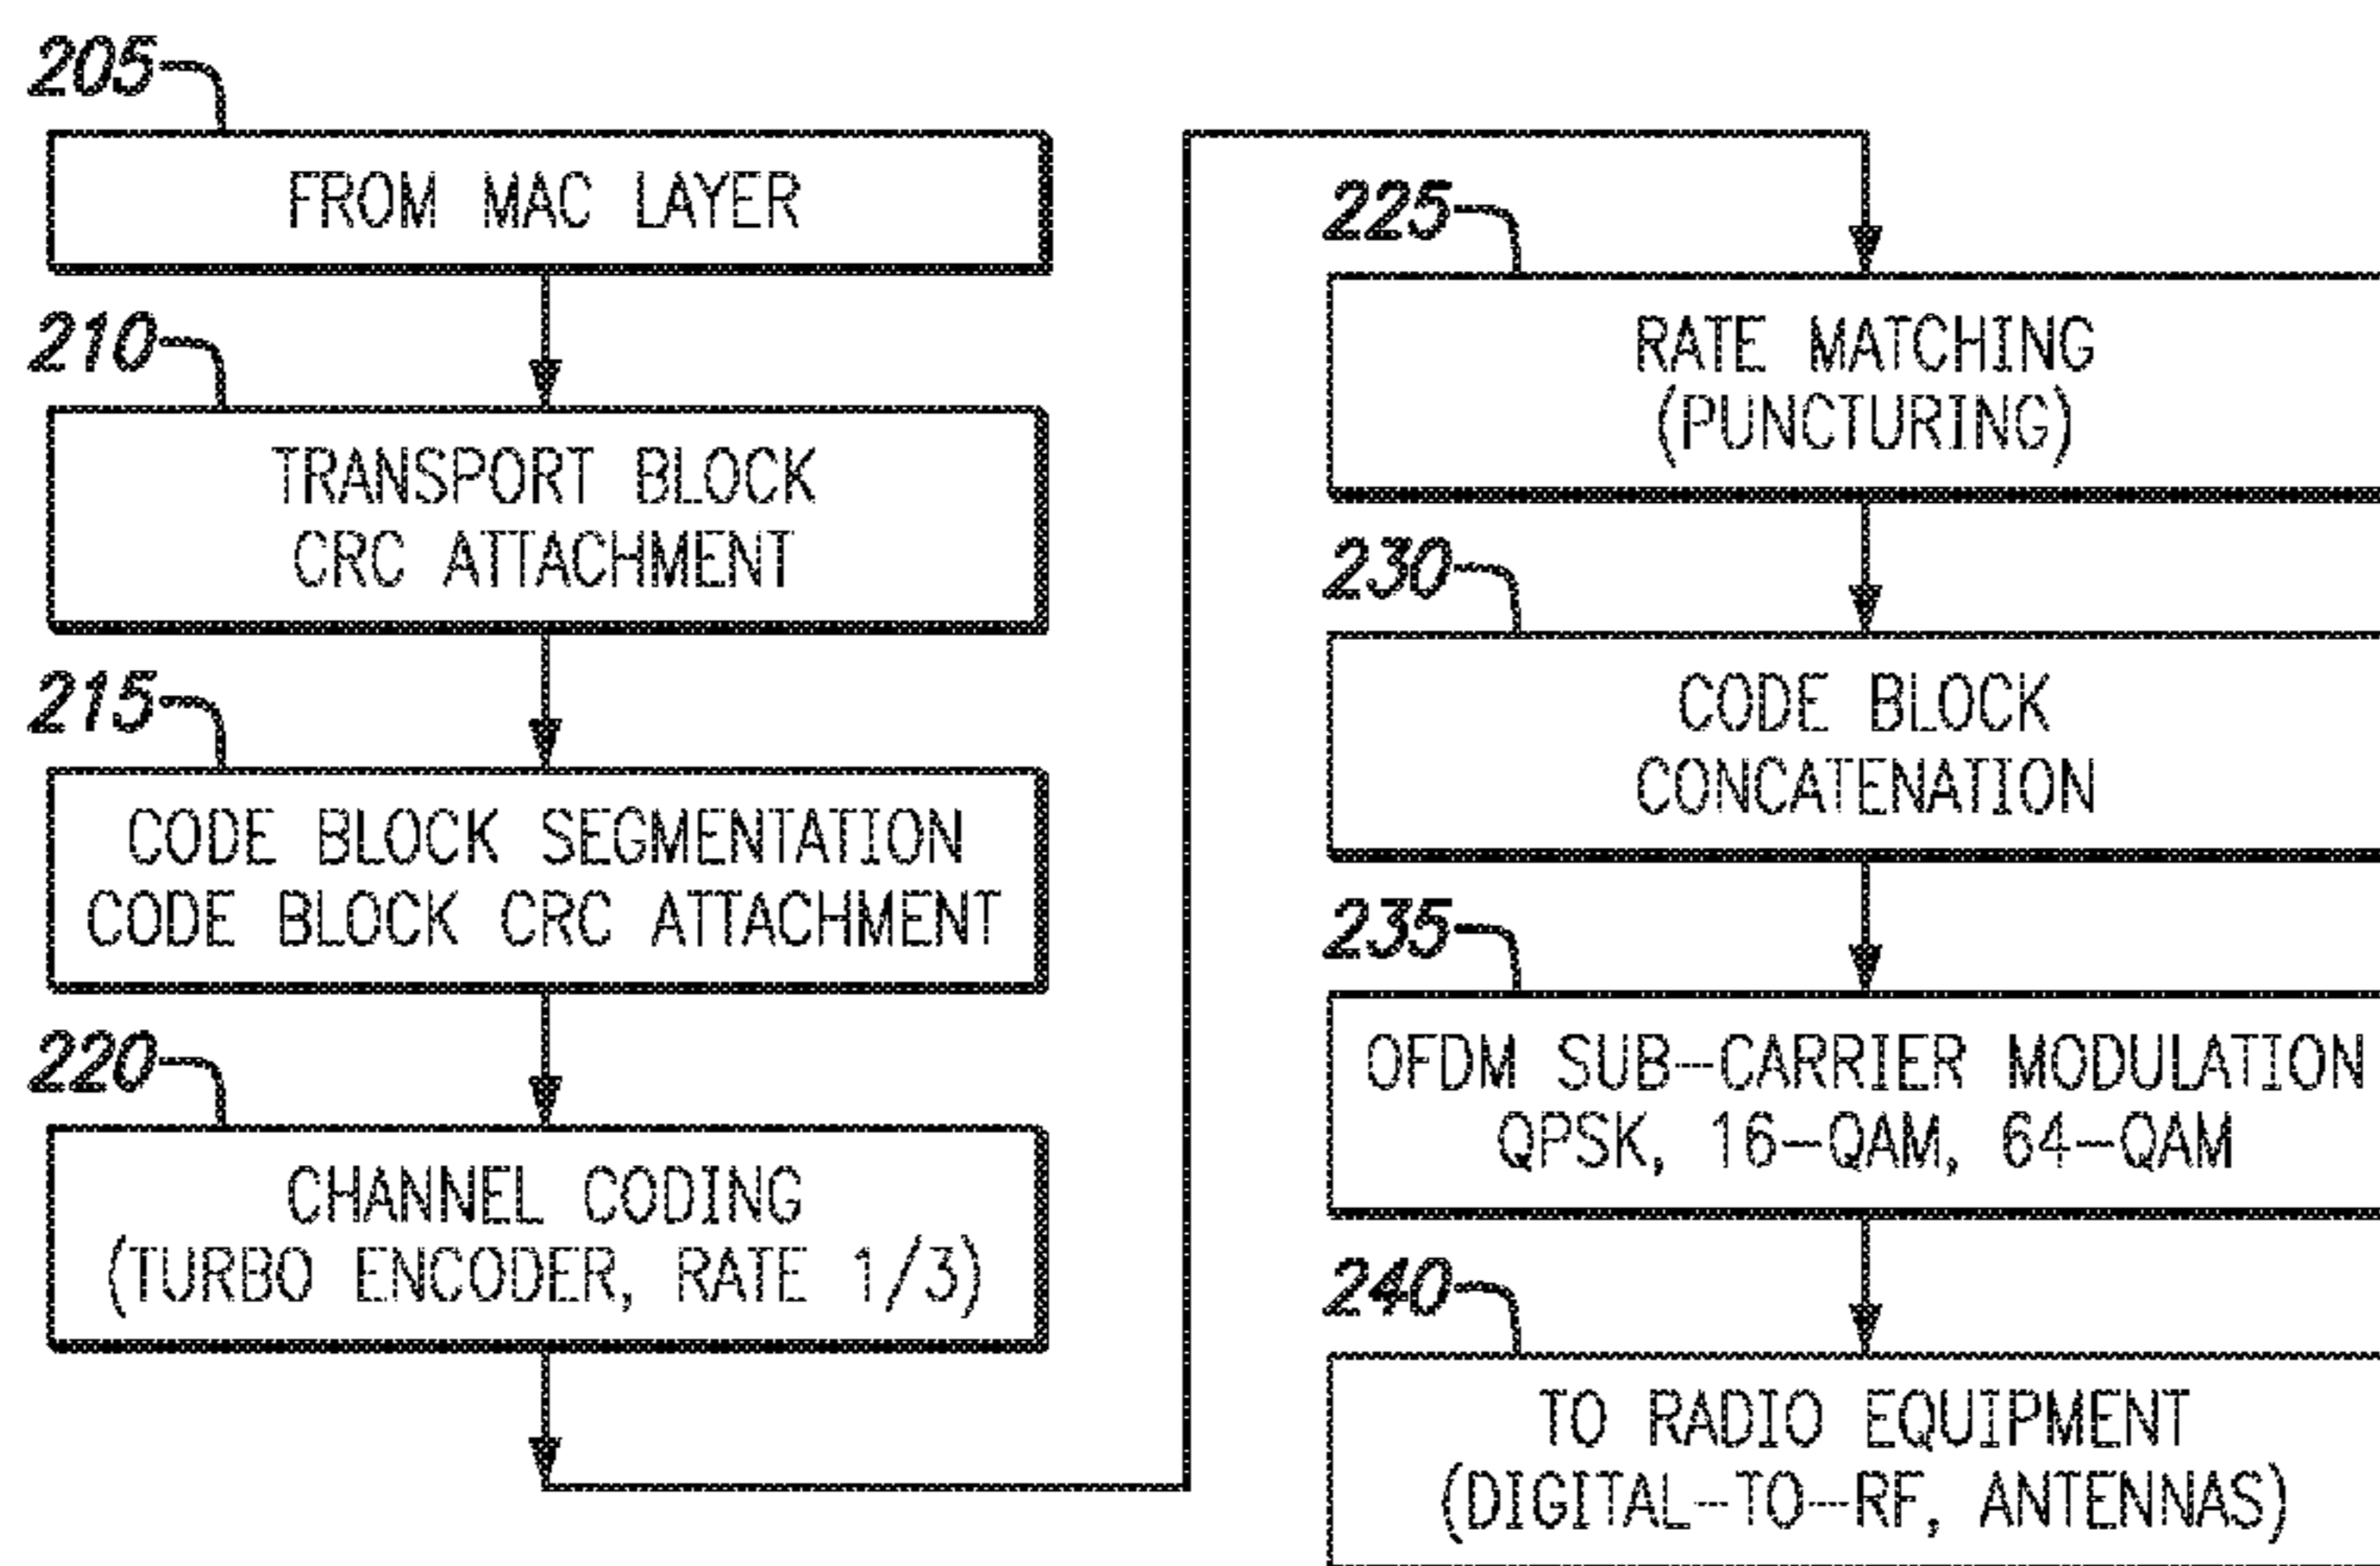 205
FROM MAC LAYER
210
TRANSPORT BLOCK
CRC ATTACHMENT
215
CODE BLOCK SEGMENTATION
CODE BLOCK CRC ATTACHMENT
220
CHANNEL CODING
(TURBO ENCODER, RATE 1/3)
225
RATE MATCHING
(PUNCTURING)
230
CODE BLOCK
CONCATENATION
235
OFDM SUB-CARRIER MODULATION
QPSK, 16-QAM, 64-QAM
240
TO RADIO EQUIPMENT
(DIGITAL-TO-RF, ANTENNAS)